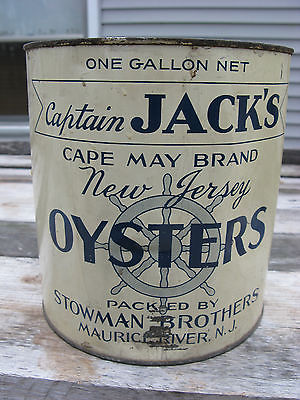 ONE GALLON NET
Captain JACK'S
CAPE MAY BRAND
New Jersey
OYSTERS
PACKED BY
STOWMAN BROTHERS
MAURICE RIVER, N.J.